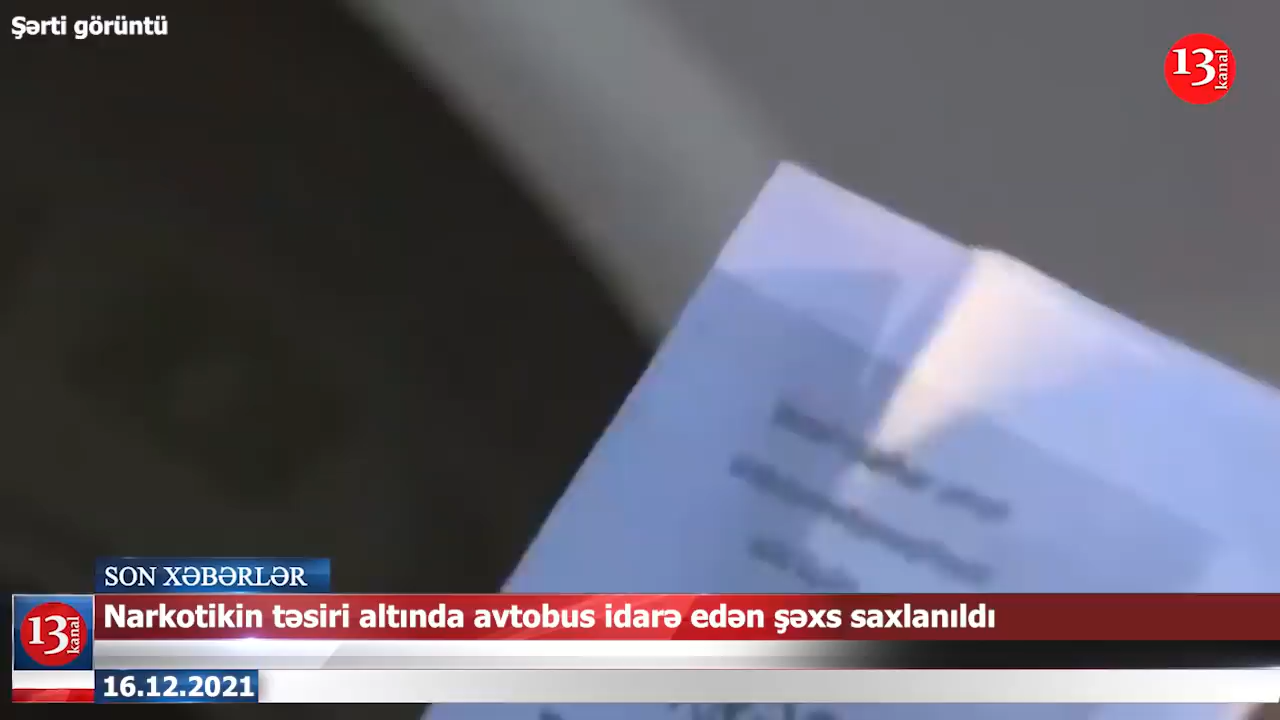 Şərti görüntü
13 kanal
SON XƏBƏRLƏR
Narkotikin təsiri altında avtobus idarə edən şəxs saxlanıldı
13 kanal
16.12.2021